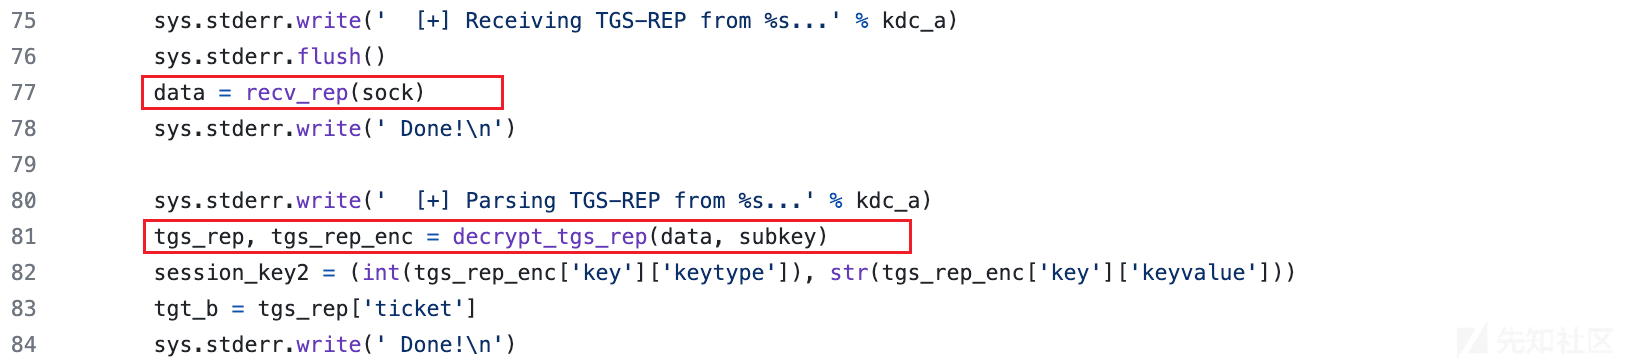 75 sys.stderr.write('  [+] Receiving TGS-REP from %s...' % kdc_a)
76 sys.stderr.flush()
77 data = recv_rep(sock)
78 sys.stderr.write(' Done!\n')
79
80 sys.stderr.write('  [+] Parsing TGS-REP from %s...' % kdc_a)
81 tgs_rep, tgs_rep_enc = decrypt_tgs_rep(data, subkey)
82 session_key2 = (int(tgs_rep_enc['key']['keytype']), str(tgs_rep_enc['key']['keyvalue']))
83 tgt_b = tgs_rep['ticket']
84 sys.stderr.write(' Done!\n')
先知社区